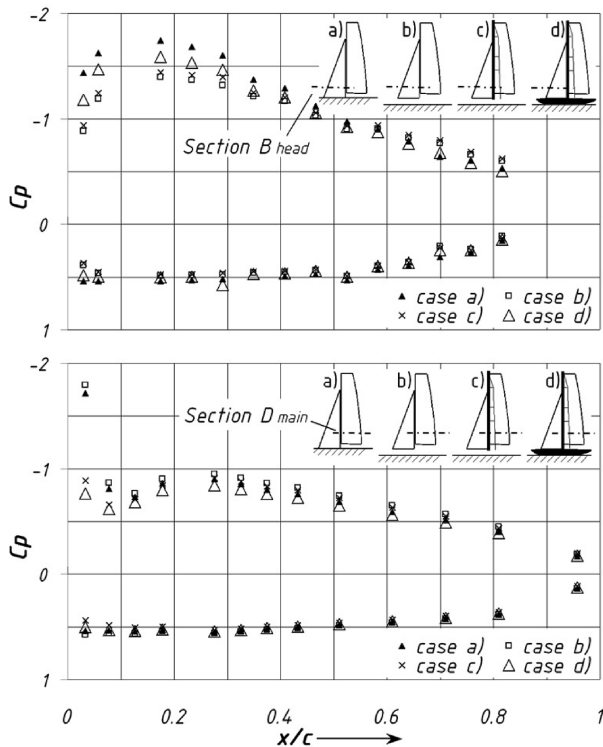 -2
-1
0
1
Cp
a) b) c) d)
Section B head
case a) case b)
case c) case d)
-2
-1
0
1
Cp
a) b) c) d)
Section D main
case a) case b)
case c) case d)
0 0.2 0.4 0.6 0.8 1
x/c